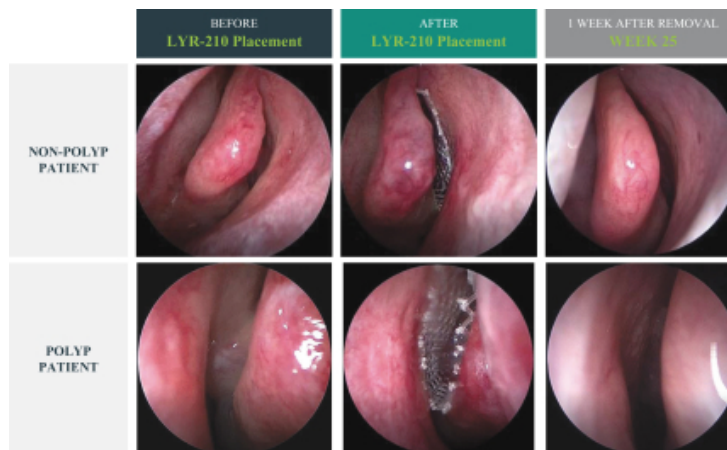 BEFORE
LYR-210 Placement
AFTER
LYR-210 Placement
1 WEEK AFTER REMOVAL
WEEK 25
NON-POLYP
PATIENT
POLYP
PATIENT